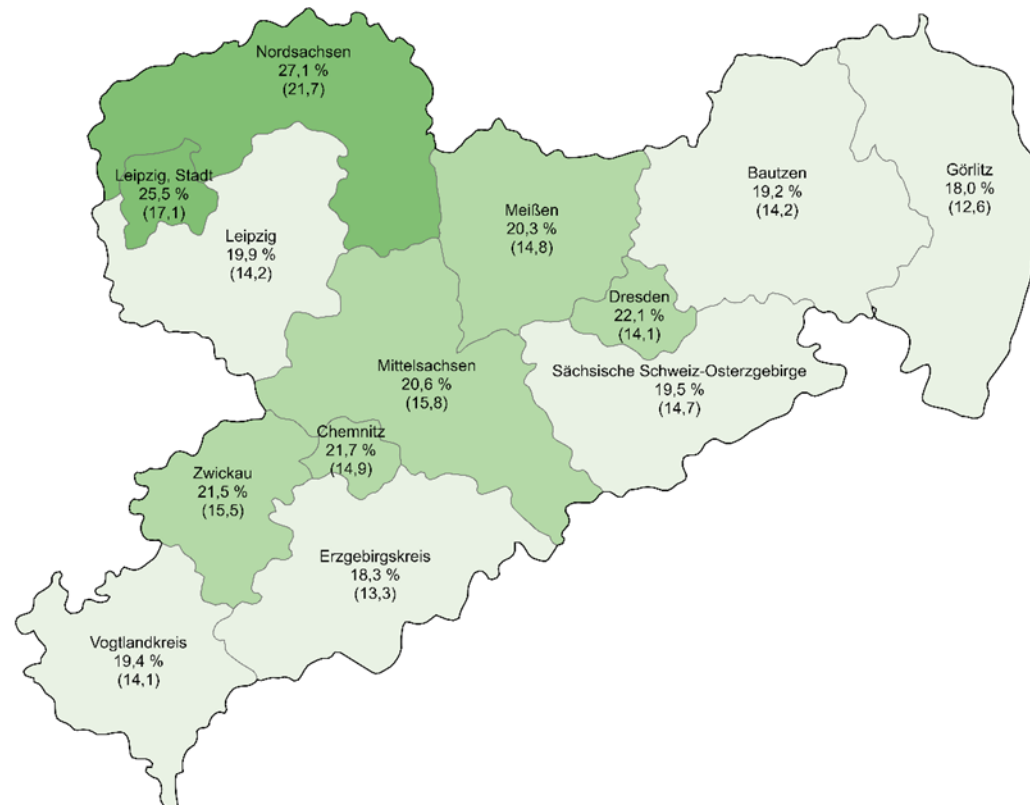 Nordsachsen
27,1 %
(21,7)
Leipzig, Stadt
25,5 %
(17,1)
Leipzig
19,9 %
(14,2)
Meißen
20,3 %
(14,8)
Bautzen
19,2 %
(14,2)
Görlitz
18,0 %
(12,6)
Dresden
22,1 %
(14,1)
Mittelsachsen
20,6 %
(15,8)
Sächsische Schweiz-Osterzgebirge
19,5 %
(14,7)
Chemnitz
21,7 %
(14,9)
Zwickau
21,5 %
(15,5)
Erzgebirgskreis
18,3 %
(13,3)
Vogtlandkreis
19,4 %
(14,1)